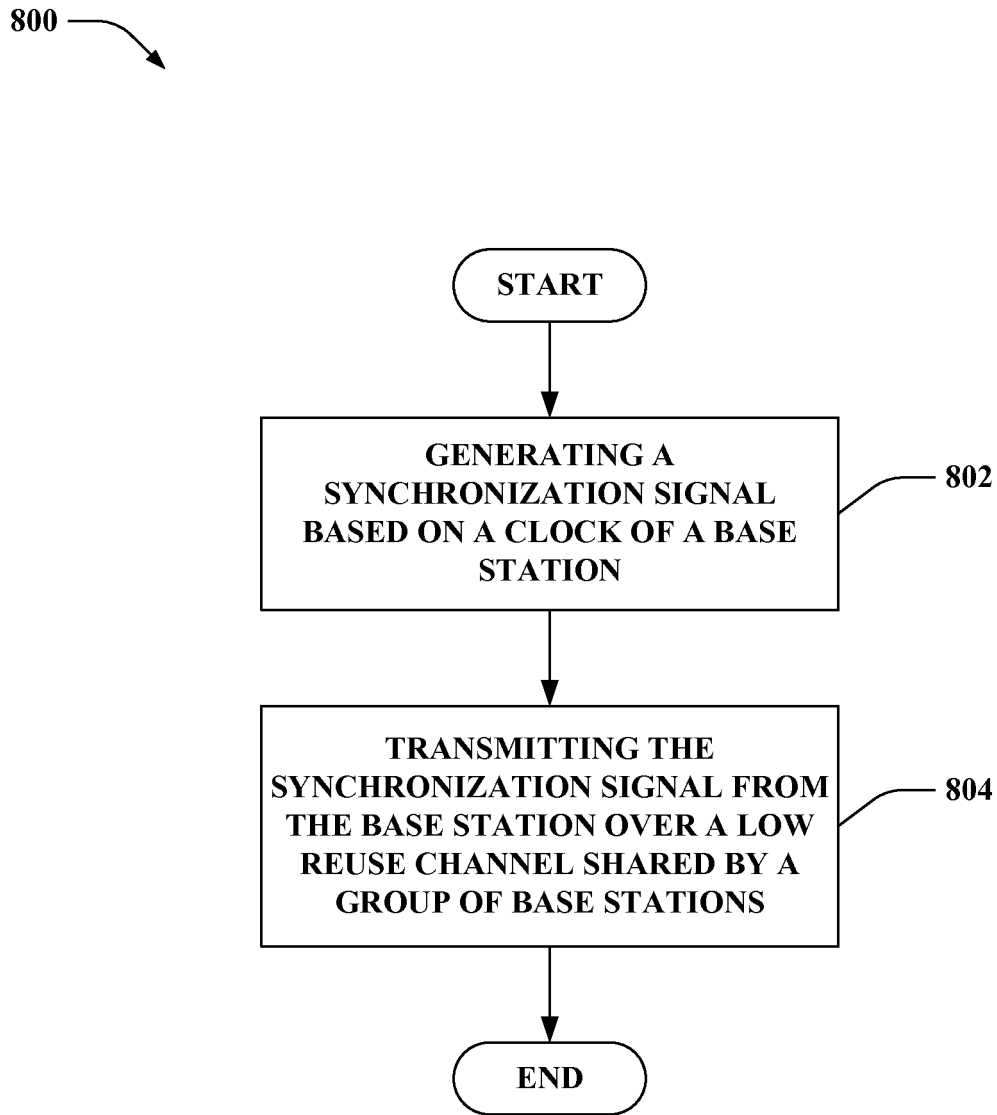 800
START
GENERATING A
SYNCHRONIZATION SIGNAL
BASED ON A CLOCK OF A BASE
STATION
802
TRANSMITTING THE
SYNCHRONIZATION SIGNAL FROM
THE BASE STATION OVER A LOW
REUSE CHANNEL SHARED BY A
GROUP OF BASE STATIONS
804
END